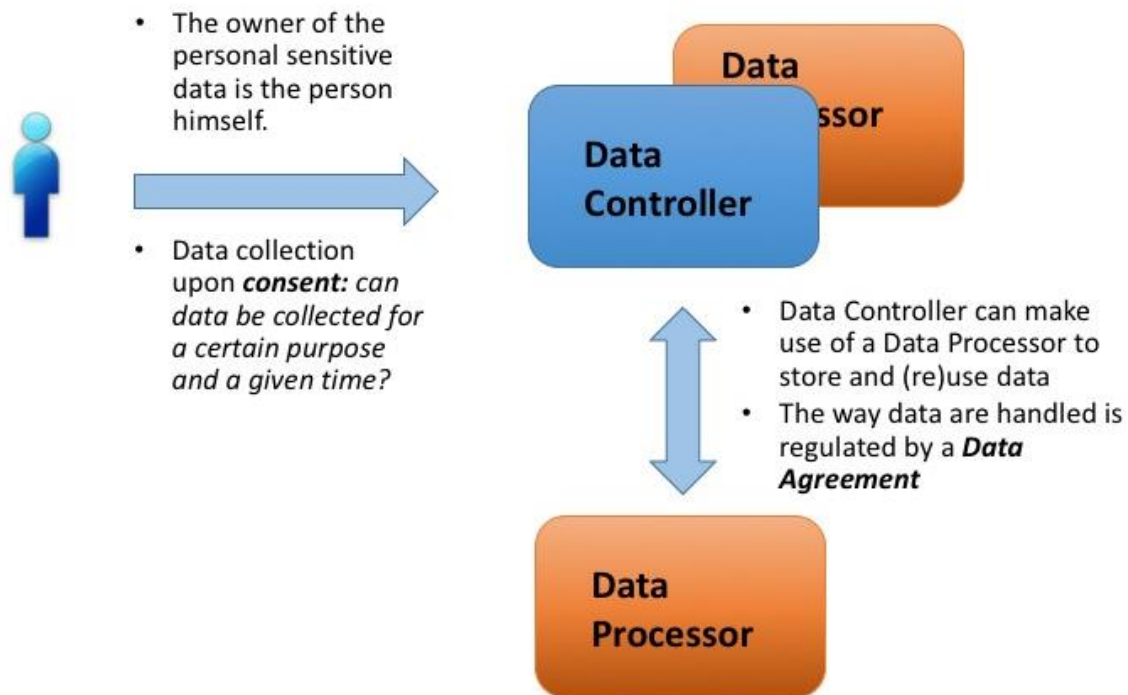 • The owner of the
personal sensitive
data is the person
himself.
• Data collection
upon consent: can
data be collected for
a certain purpose
and a given time?
Data
ssor
Data
Controller
• Data Controller can make
use of a Data Processor to
store and (re)use data
• The way data are handled is
regulated by a Data
Agreement
Data
Processor